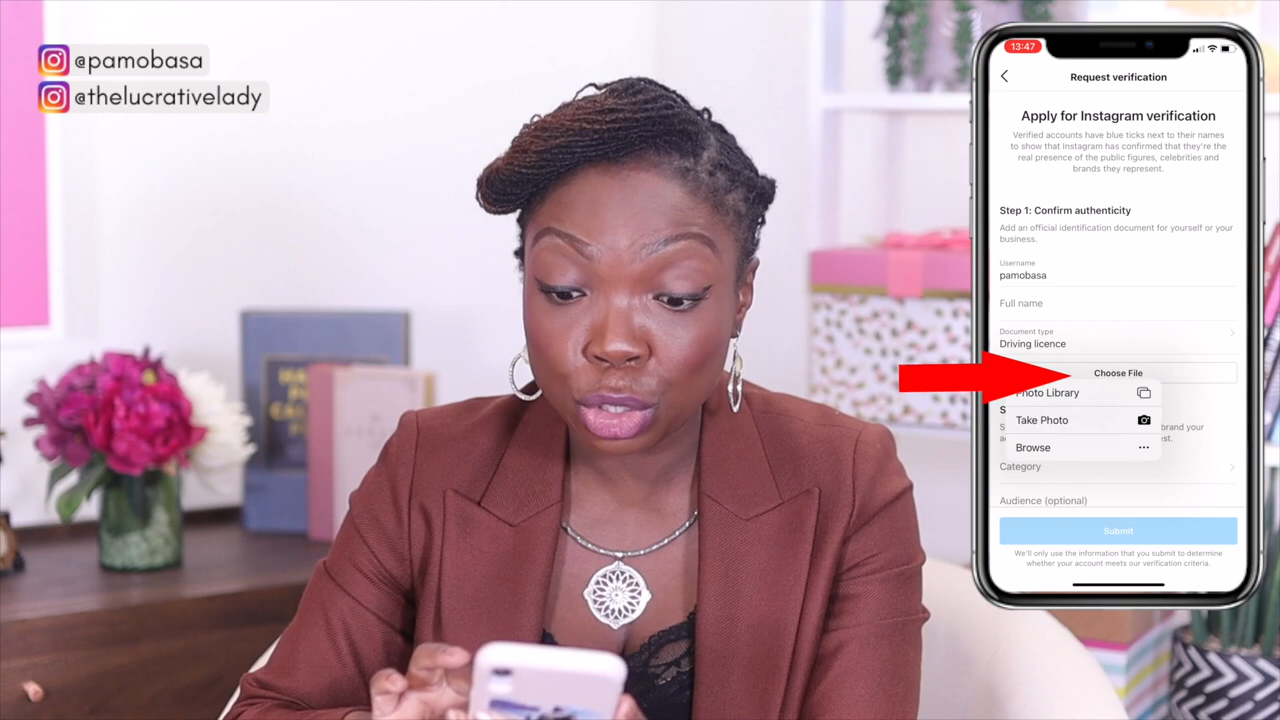 @pamobasa
@thelucrativelady
13:47
Request verification
Apply for Instagram verification
Verified accounts have blue ticks next to their names
to show that Instagram has confirmed that they're the
real presence of the public figures, celebrities and
brands they represent.
Step 1: Confirm authenticity
Add an official identification document for yourself or your
business.
Username
pamobasa
Full name
Document type
Driving licence
Choose File
Photo Library
Take Photo
brand your
Browse
Category
Audience (optional)
Submit
We'll only use the information that you submit to determine
whether your account meets our verification criteria.